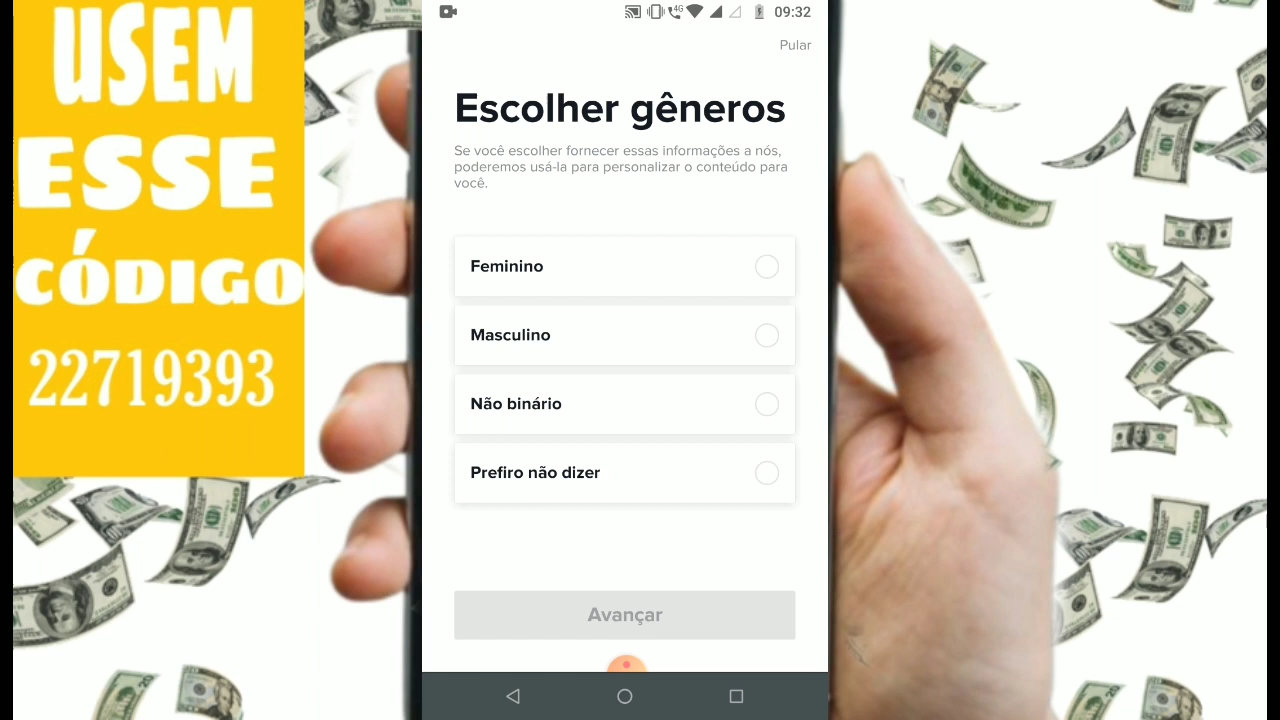 USEM
ESSE
CÓDIGO
22719393
4G
09:32
Pular
Escolher gêneros
Se você escolher fornecer essas informações a nós,
poderemos usá-la para personalizar o conteúdo para
você.
Feminino
Masculino
Não binário
Prefiro não dizer
Avançar